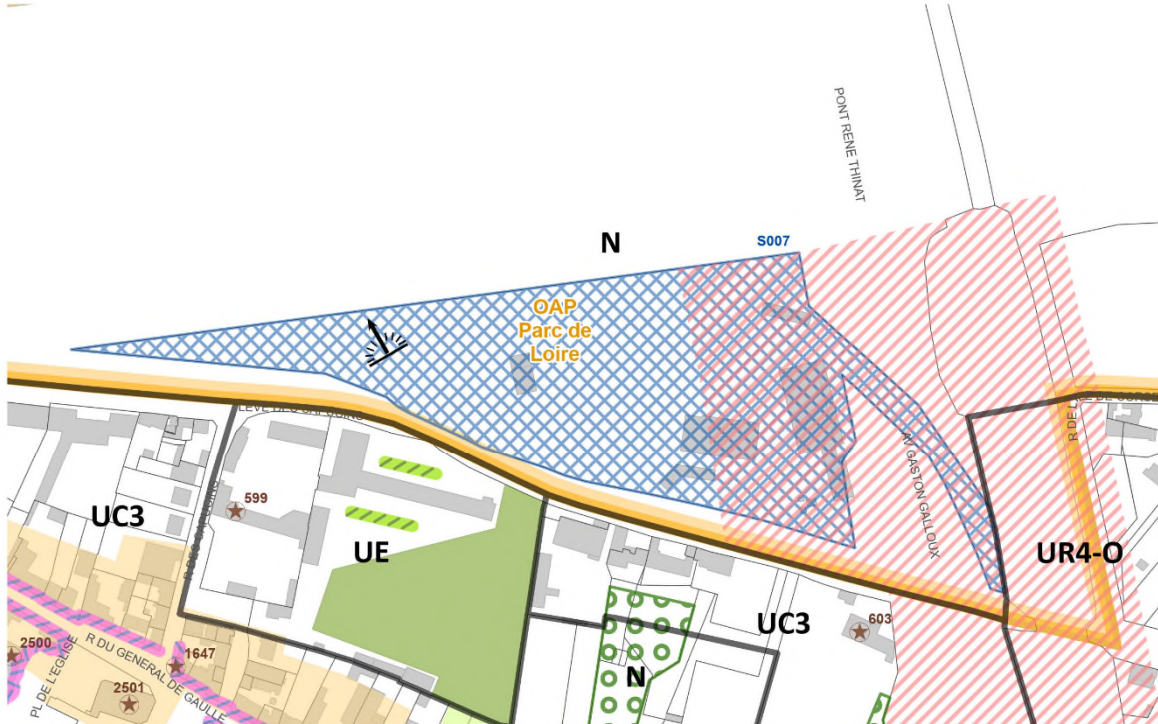 PONT RENE THINAT
N
S007
OAP
Parc de
Loire
AV GASTON GALLOUX
UC3
599
UE
UR4-O
UC3
603
N
2500
PL DE L'EGLISE
R DU GENERAL DE GAULLE
1647
2501